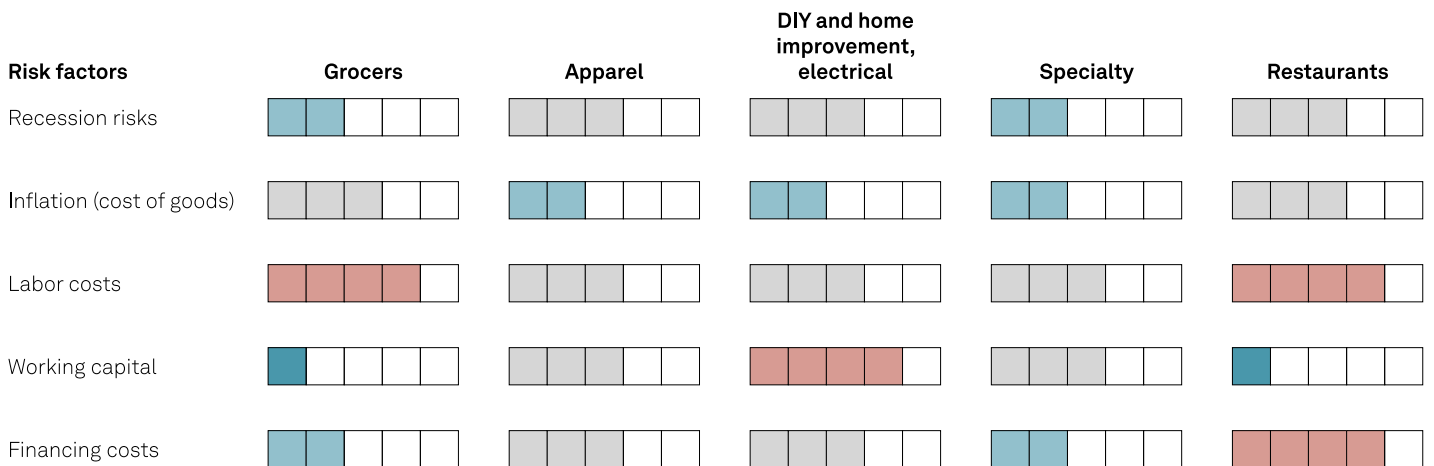 DIY and home
improvement,
Risk factors Grocers Apparel electrical Specialty Restaurants
Recession risks
Inflation (cost of goods)
Labor costs
Working capital
Financing costs